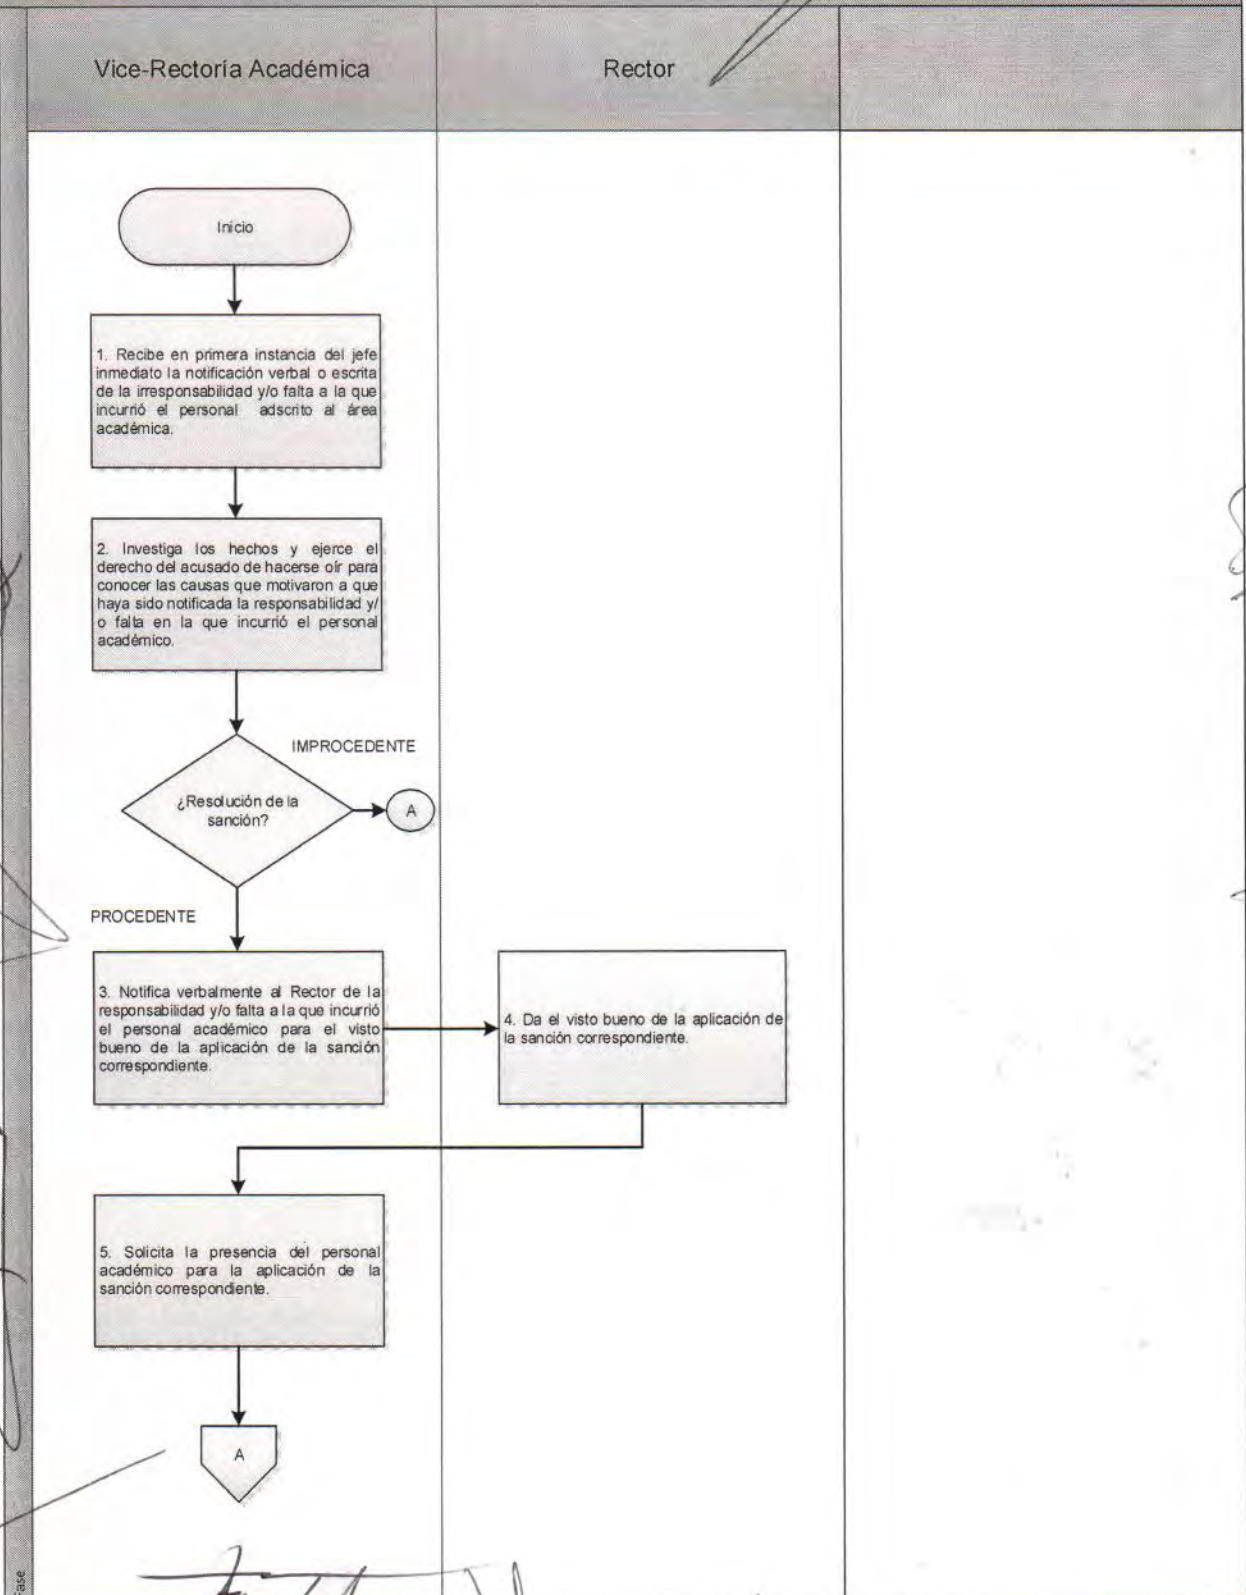 Vice-Rectoría Académica
Rector
Inicio
1. Recibe en primera instancia del jefe
inmediato la notificación verbal o escrita
de la irresponsabilidad y/o falta a la que
incurrió el personal adscrito al área
académica.
2. Investiga los hechos y ejerce el
derecho del acusado de hacerse oír para
conocer las causas que motivaron a que
haya sido notificada la responsabilidad y/
o falta en la que incurrió el personal
académico.
IMPROCEDENTE
¿Resolución de la
sanción?
A
PROCEDENTE
3. Notifica verbalmente al Rector de la
responsabilidad y/o falta a la que incurrió
el personal académico para el visto
bueno de la aplicación de la sanción
correspondiente.
4. Da el visto bueno de la aplicación de
la sanción correspondiente.
5. Solicita la presencia del personal
académico para la aplicación de la
sanción correspondiente.
A
Fase